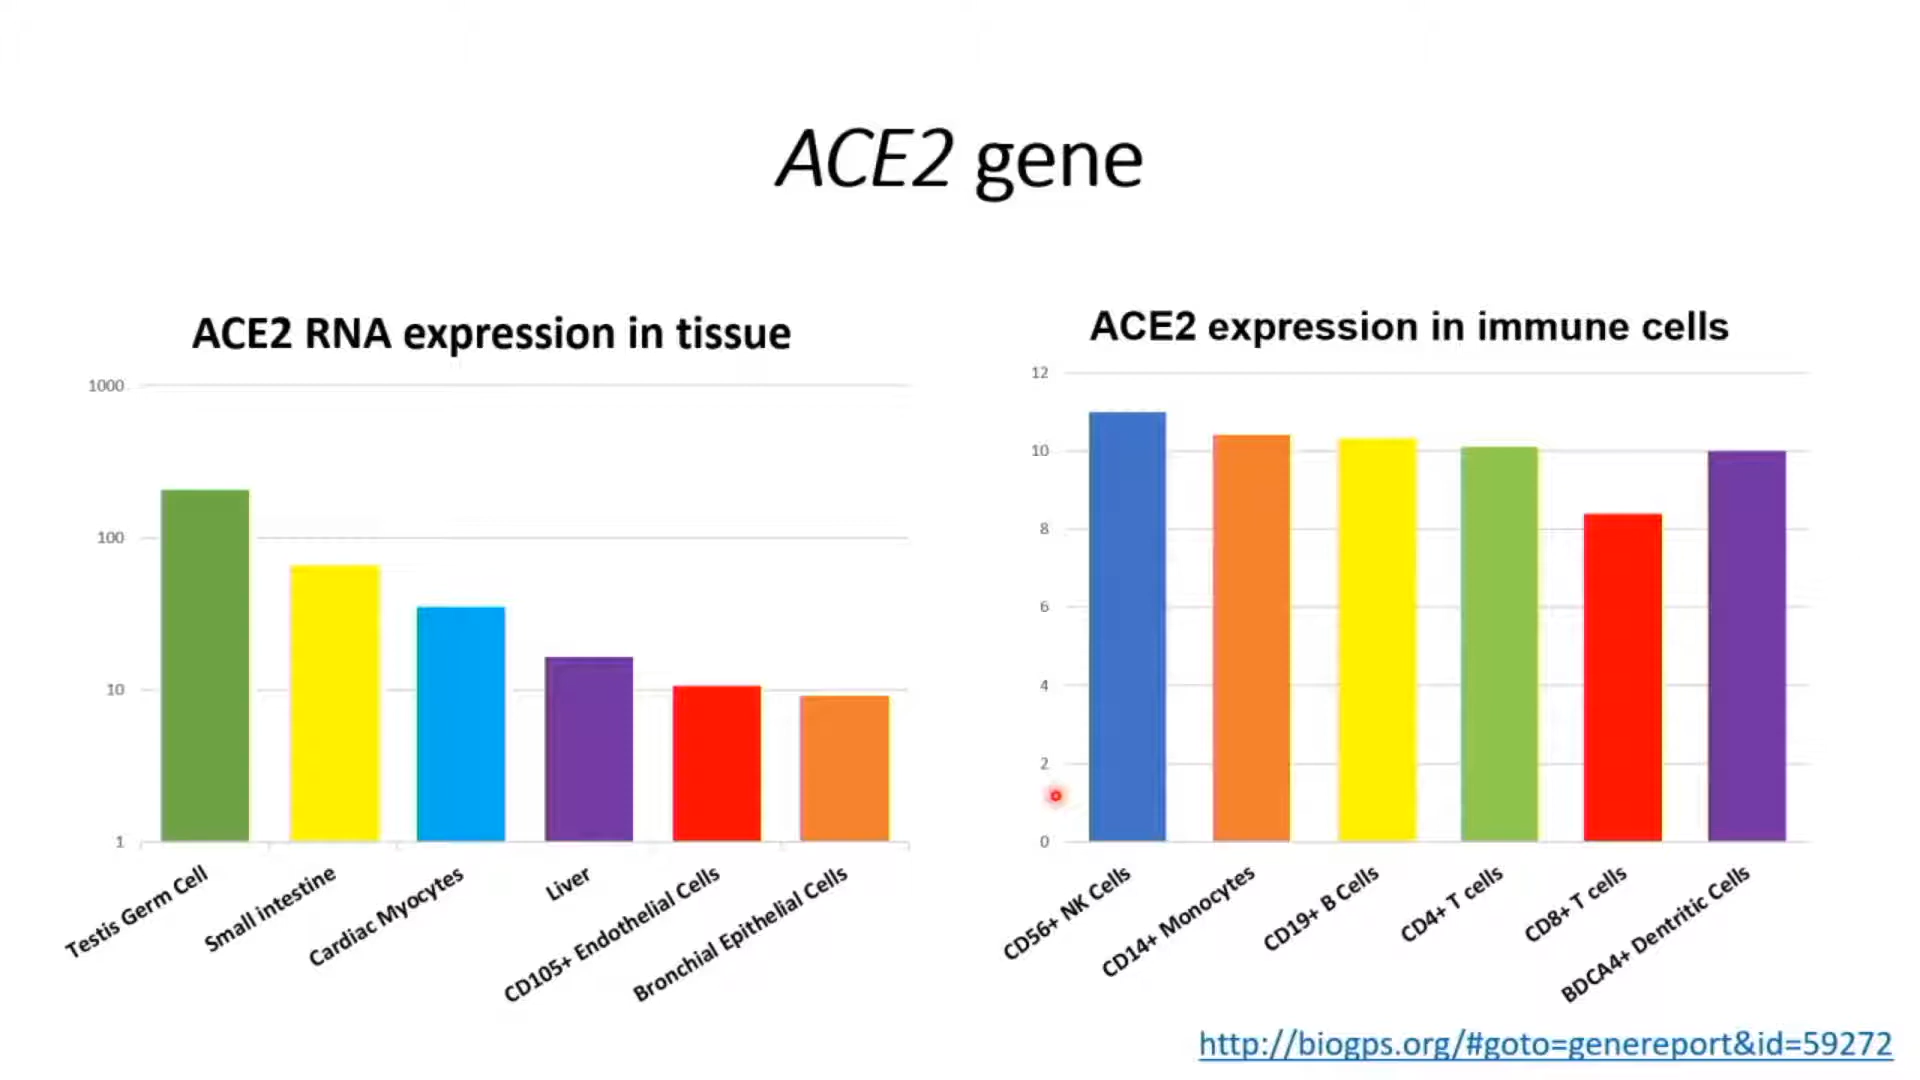 ACE2 gene
ACE2 RNA expression in tissue
1000
100
10
1
Testis Germ Cell
Small intestine
Cardiac Myocytes
Liver
CD105+ Endothelial Cells
Bronchial Epithelial Cells
ACE2 expression in immune cells
12
10
8
6
4
2
0
CD56+ NK Cells
CD14+ Monocytes
CD19+ B Cells
CD4+ T cells
CD8+ T cells
BDCA4+ Dentritic Cells
http://biogps.org/#goto=genereport&id=59272